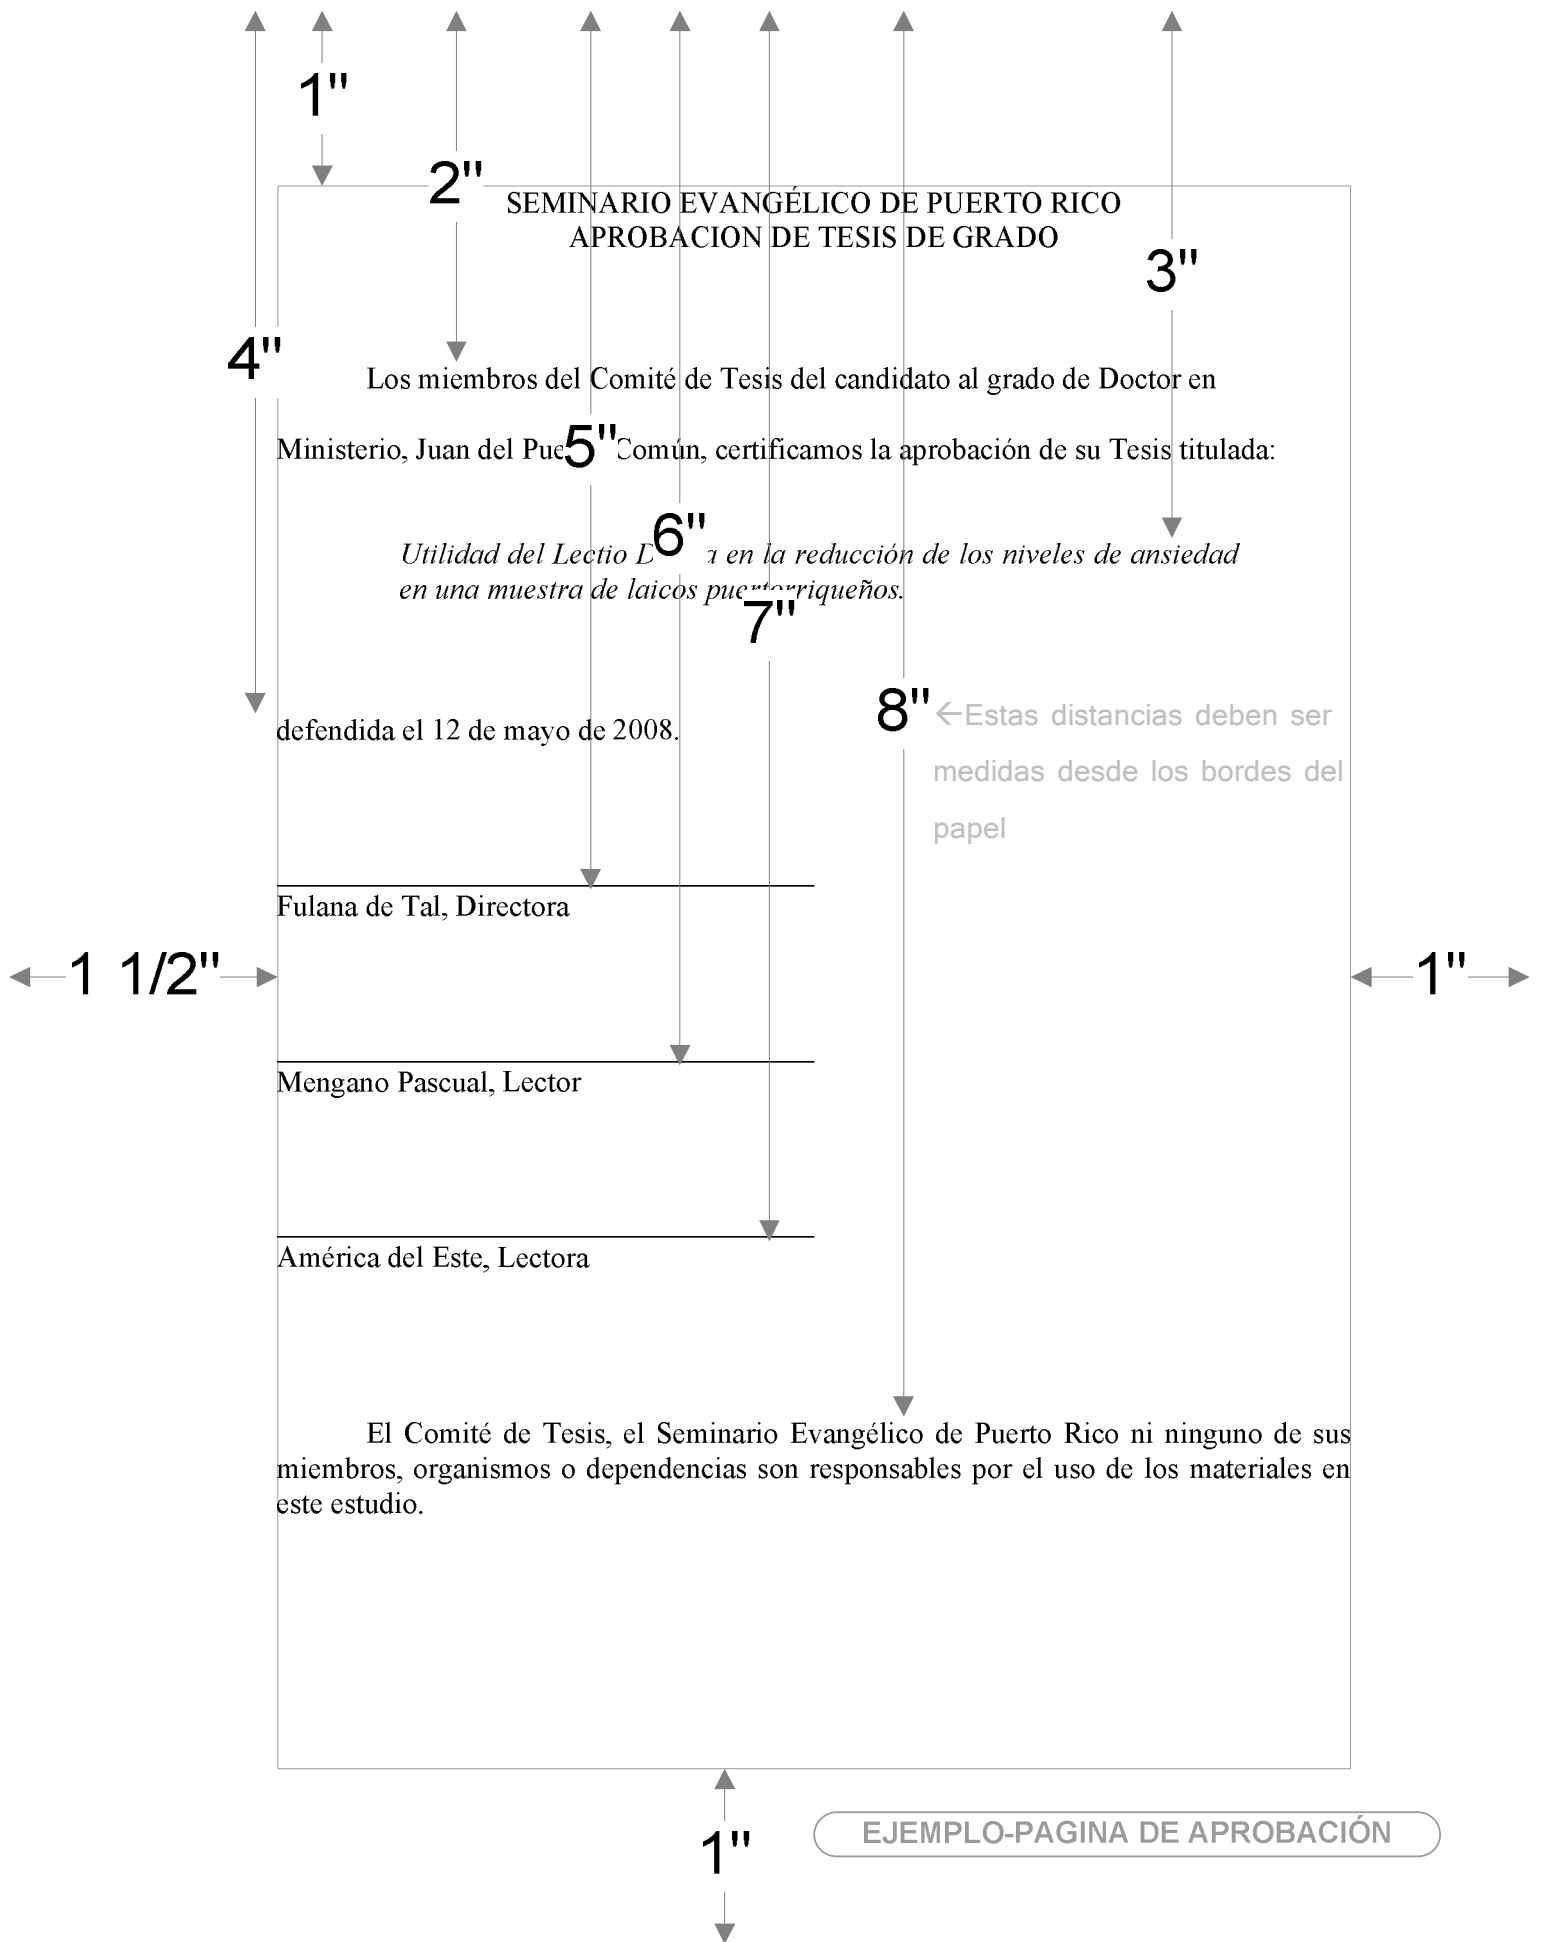 1"
2"
SEMINARIO EVANGÉLICO DE PUERTO RICO
APROBACION DE TESIS DE GRADO
3"
4"
Los miembros del Comité de Tesis del candidato al grado de Doctor en
5"
Ministerio, Juan del Común, certificamos la aprobación de su Tesis titulada:
6"
Utilidad del Lectio en la reducción de los niveles de ansiedad
en una muestra de laicos puertorriqueños.
7"
8"
←Estas distancias deben ser
medidas desde los bordes del
papel
defendida el 12 de mayo de 2008.
Fulana de Tal, Directora
1 1/2"
1"
Mengano Pascual, Lector
América del Este, Lectora
El Comité de Tesis, el Seminario Evangélico de Puerto Rico ni ninguno de sus
miembros, organismos o dependencias son responsables por el uso de los materiales en
este estudio.
EJEMPLO-PAGINA DE APROBACIÓN
1"